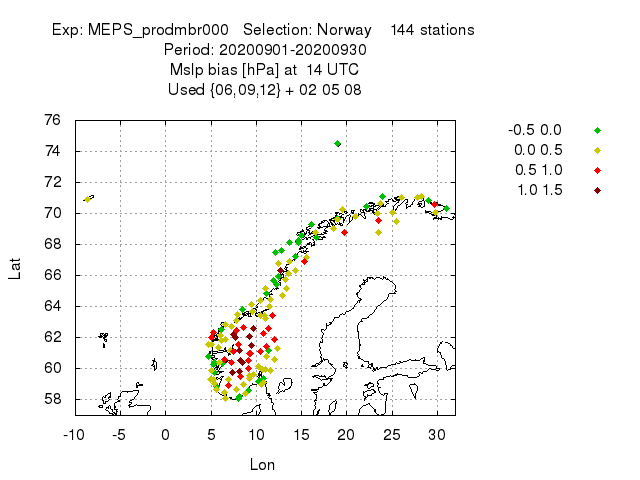 Exp: MEPS_prodmbr000 Selection: Norway 144 stations
Period: 20200901-20200930
Mslp bias [hPa] at 14 UTC
Used {06,09,12} + 02 05 08
-0.5 0.0
0.0 0.5
0.5 1.0
1.0 1.5
76
74
72
70
68
66
64
62
60
58
Lat
-10 -5 0 5 10 15 20 25 30
Lon